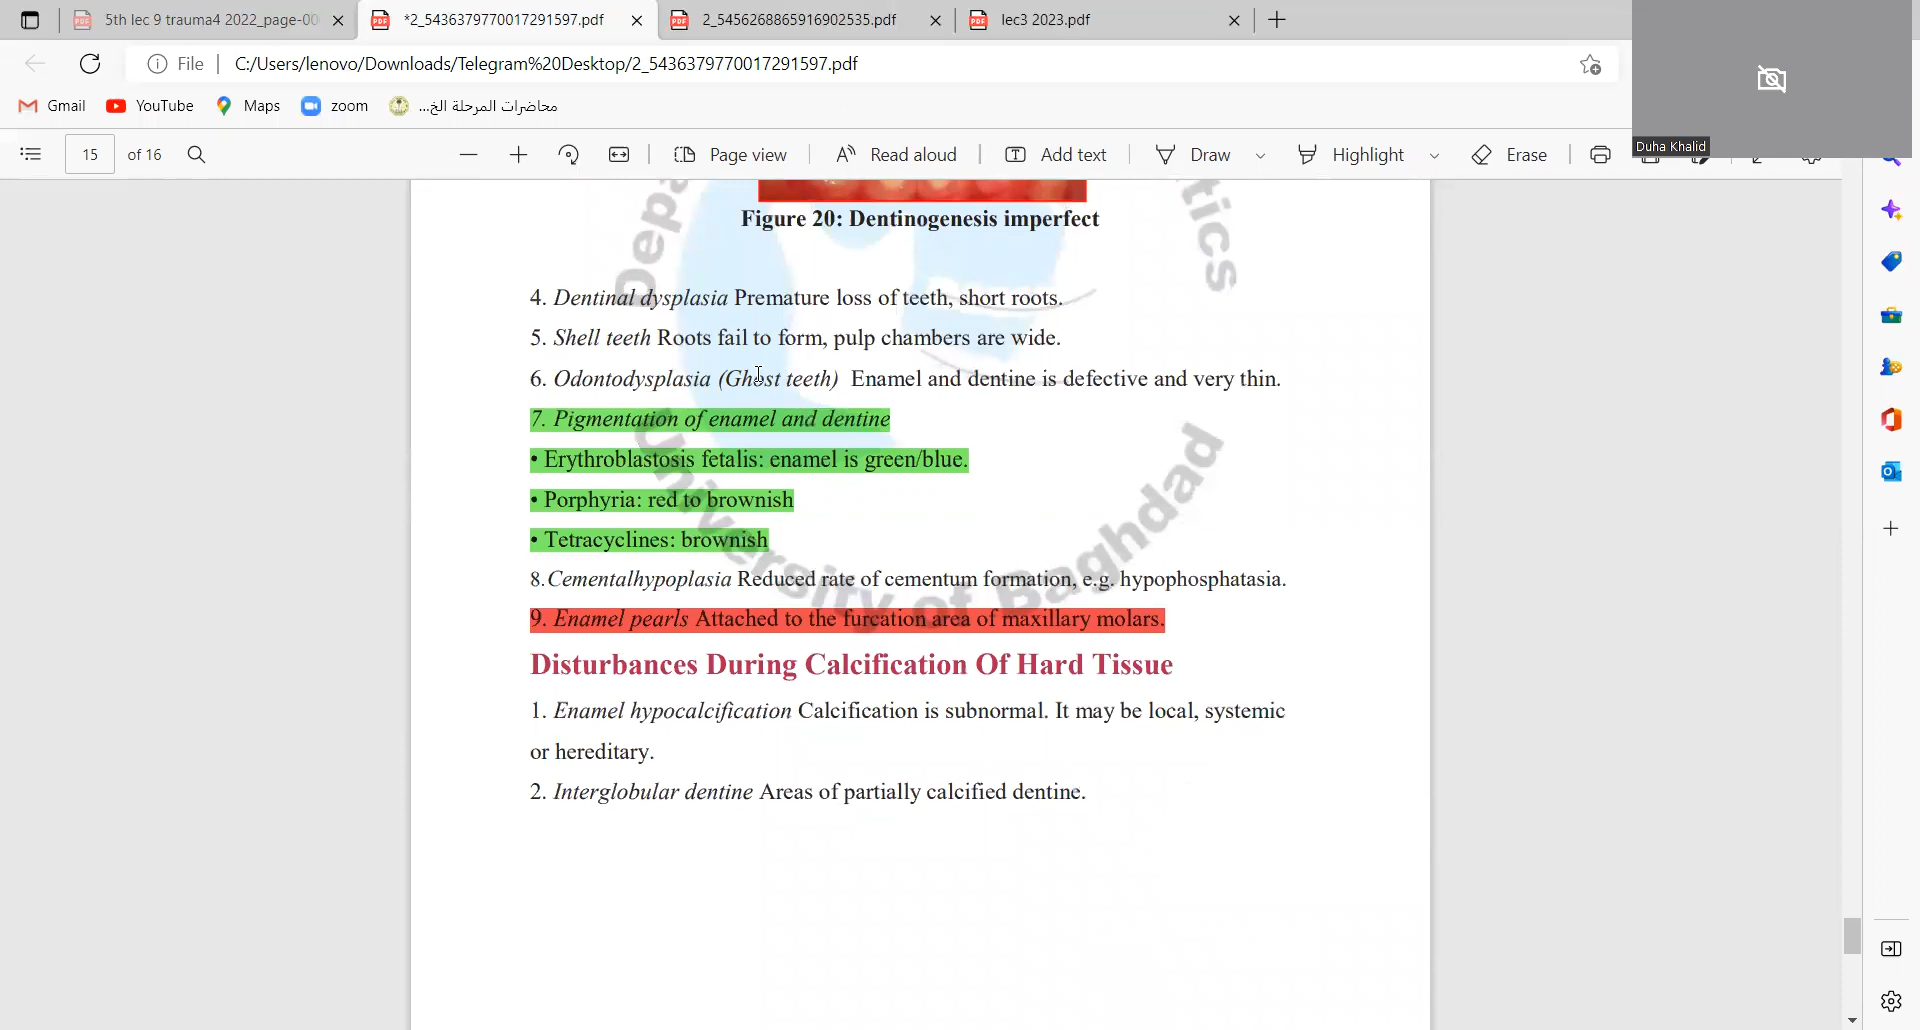 5th lec 9 trauma4 2022_page-00
*2_5436379770017291597.pdf
2_5456268865916902535.pdf
lec3 2023.pdf
File
C:/Users/lenovo/Downloads/Telegram%20Desktop/2_5436379770017291597.pdf
Gmail
YouTube
Maps
zoom
محاضرات المرحلة الخ...
Duha Khalid
15 of 16
Page view
Read aloud
Add text
Draw
Highlight
Erase
Figure 20: Dentinogenesis imperfect
4. Dentinal dysplasia Premature loss of teeth, short roots.
5. Shell teeth Roots fail to form, pulp chambers are wide.
6. Odontodysplasia (Ghost teeth) Enamel and dentine is defective and very thin.
7. Pigmentation of enamel and dentine
• Erythroblastosis fetalis: enamel is green/blue.
• Porphyria: red to brownish
• Tetracyclines: brownish
8.Cementalhypoplasia Reduced rate of cementum formation, e.g. hypophosphatasia.
9. Enamel pearls Attached to the furcation area of maxillary molars.
Disturbances During Calcification Of Hard Tissue
1. Enamel hypocalcification Calcification is subnormal. It may be local, systemic
or hereditary.
2. Interglobular dentine Areas of partially calcified dentine.
University of Baghdad